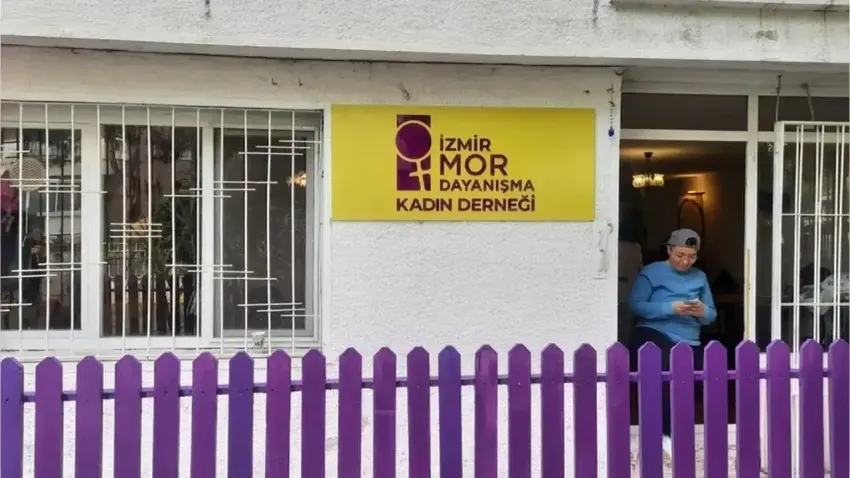 İZMİR
MOR
DAYANIŞMA
KADIN DERNEĞİ